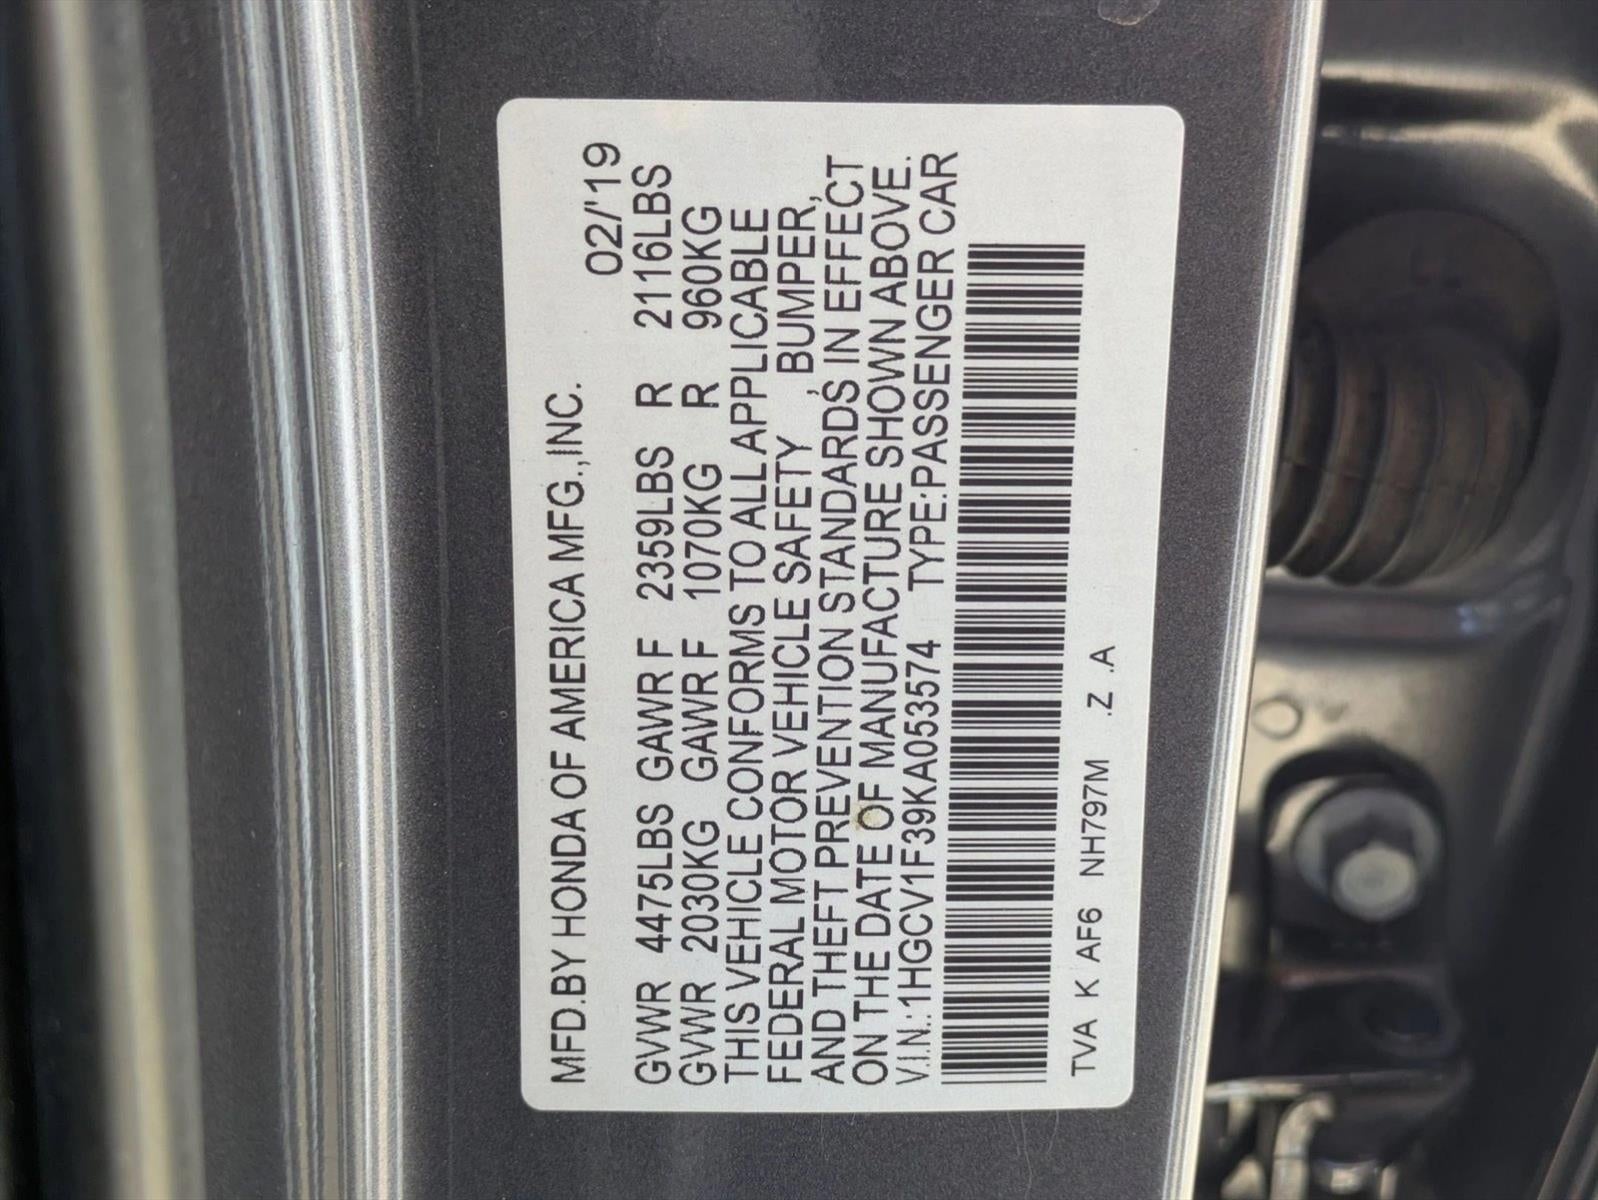 MFD.BY HONDA OF AMERICA MFG.,INC.
02/'19
GVWR 4475LBS GAWR F 2359LBS R 2116LBS
GVWR 2030KG GAWR F 1070KG R 960KG
THIS VEHICLE CONFORMS TO ALL APPLICABLE
FEDERAL MOTOR VEHICLE SAFETY , BUMPER,
AND THEFT PREVENTION STANDARDS IN EFFECT
ON THE DATE OF MANUFACTURE SHOWN ABOVE.
V.I.N.:1HGCV1F39KA053574 TYPE:PASSENGER CAR
TVA K AF6 NH797M .Z .A